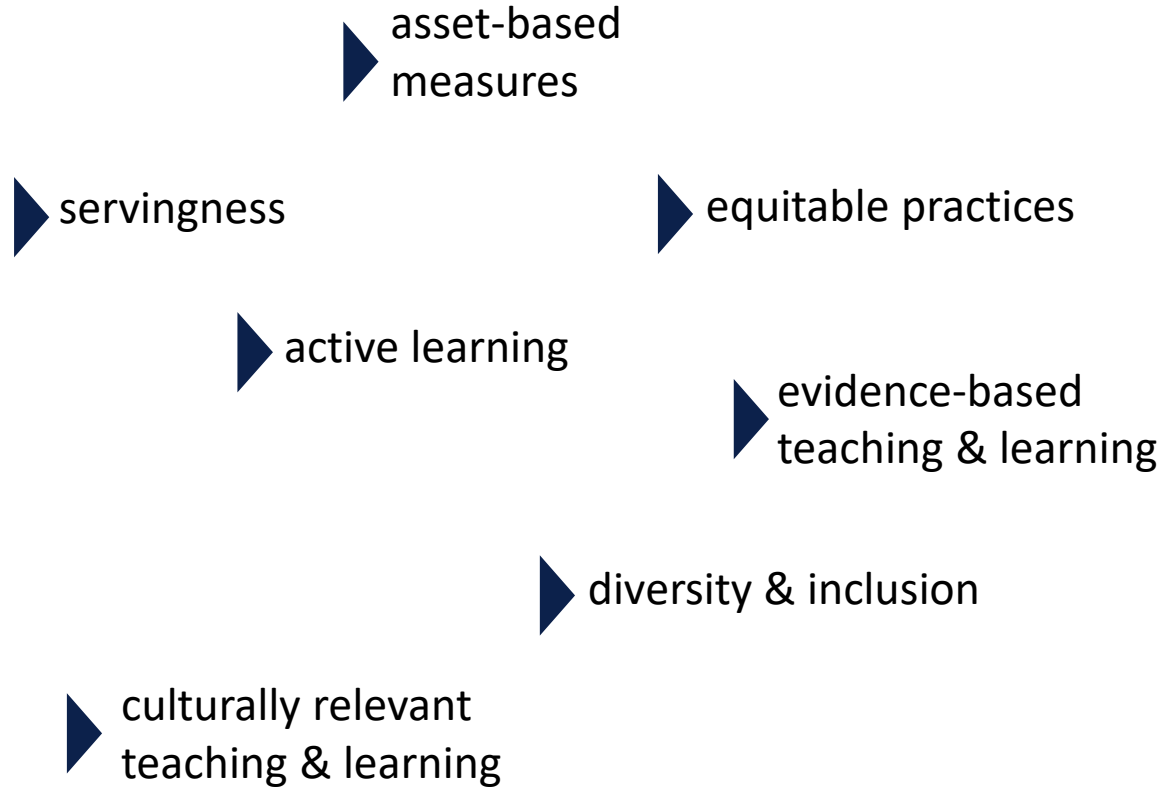 asset-based
measures
servingness
equitable practices
active learning
evidence-based
teaching & learning
diversity & inclusion
culturally relevant
teaching & learning